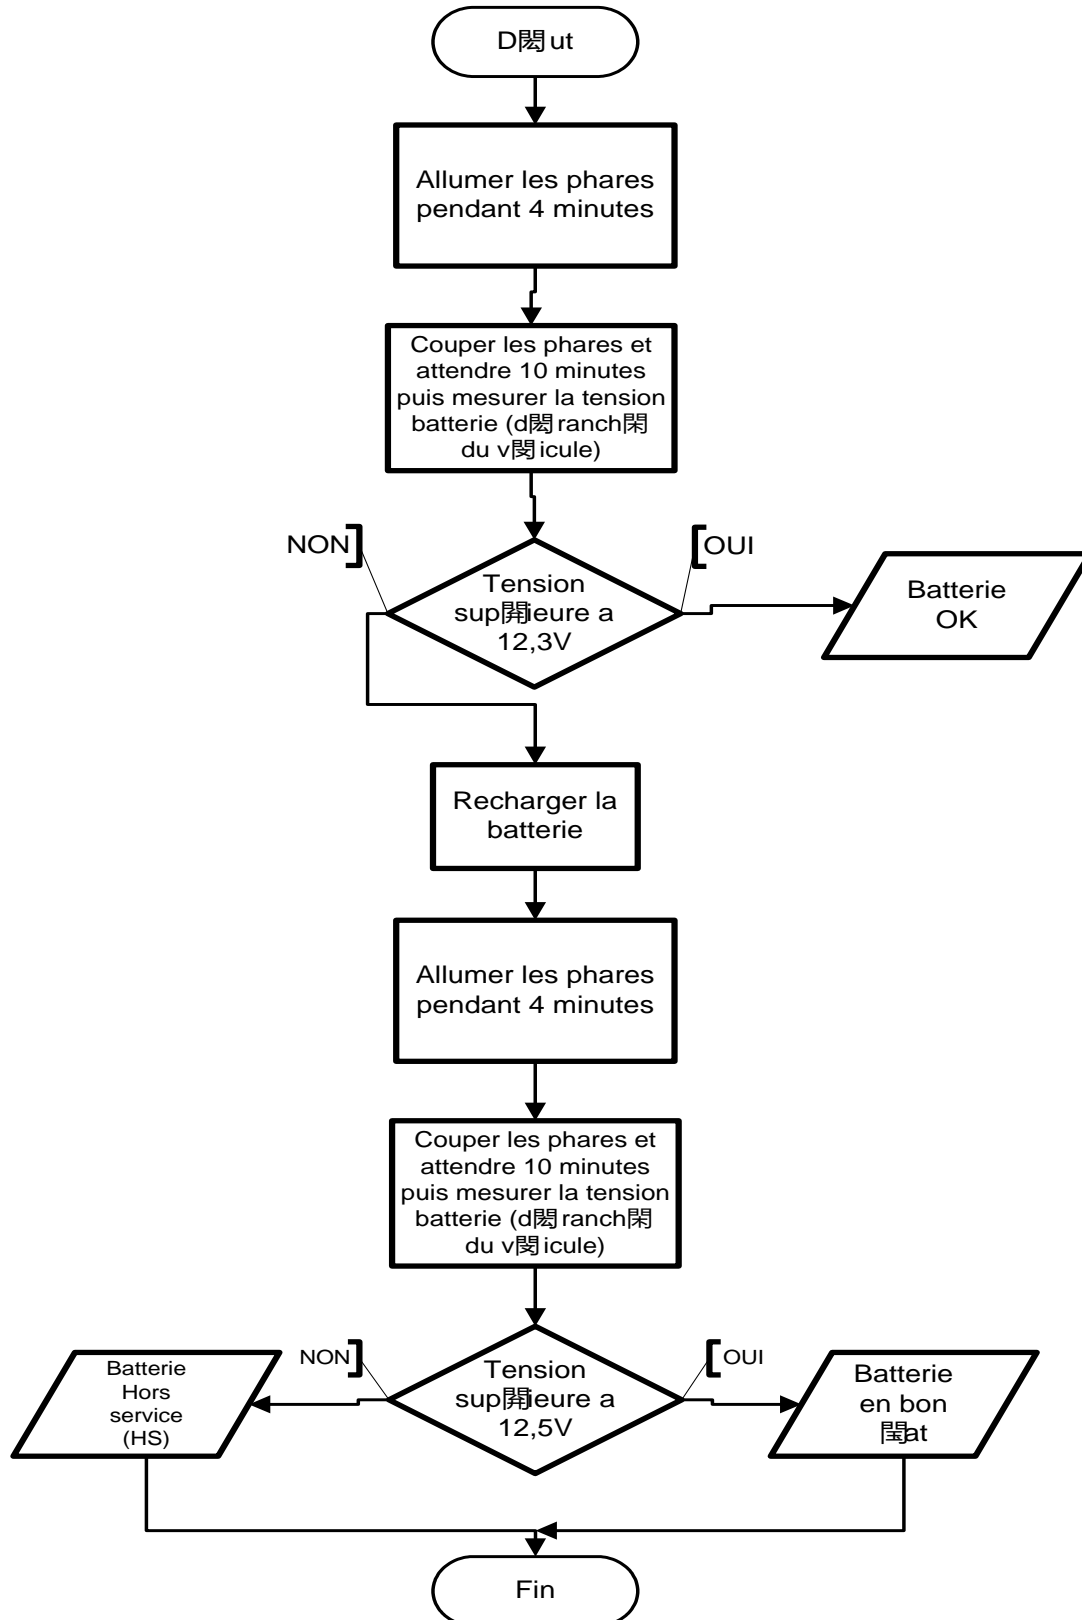 D閎ut
Allumer les phares
pendant 4 minutes
Couper les phares et
attendre 10 minutes
puis mesurer la tension
batterie (d閎ranch閑
du v閔icule)
NON
OUI
Tension
sup閞ieure a
12,3V
Batterie
OK
Recharger la
batterie
Allumer les phares
pendant 4 minutes
Couper les phares et
attendre 10 minutes
puis mesurer la tension
batterie (d閎ranch閑
du v閔icule)
NON
OUI
Batterie
Hors
service
(HS)
Tension
sup閞ieure a
12,5V
Batterie
en bon
閠at
Fin